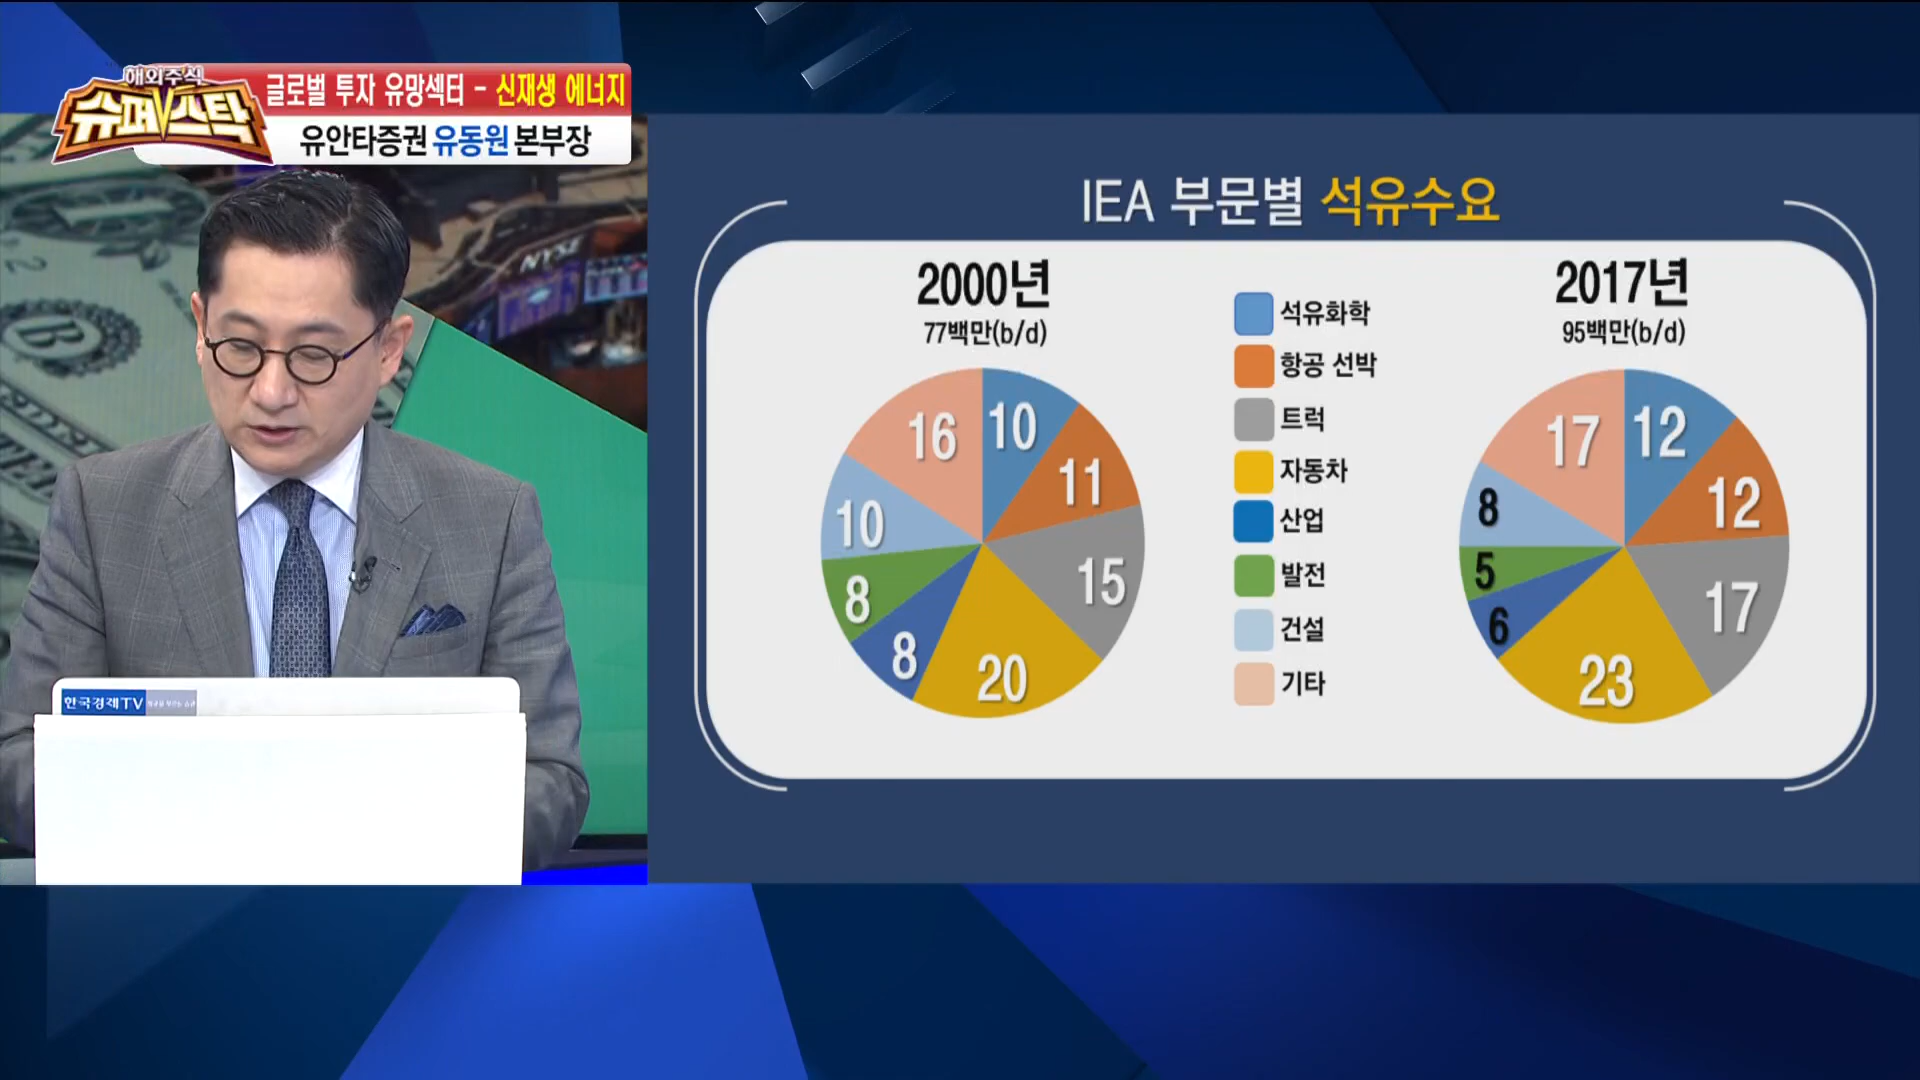 해외주식
슈퍼스탁
글로벌 투자 유망섹터 - 신재생 에너지
유안타증권 유동원 본부장
NYSE
B
한국경제TV
IEA 부문별 석유수요
2000년
77백만(b/d)
10
11
15
20
8
8
10
16
석유화학
항공 선박
트럭
자동차
산업
발전
건설
기타
2017년
95백만(b/d)
12
12
17
23
6
5
8
17